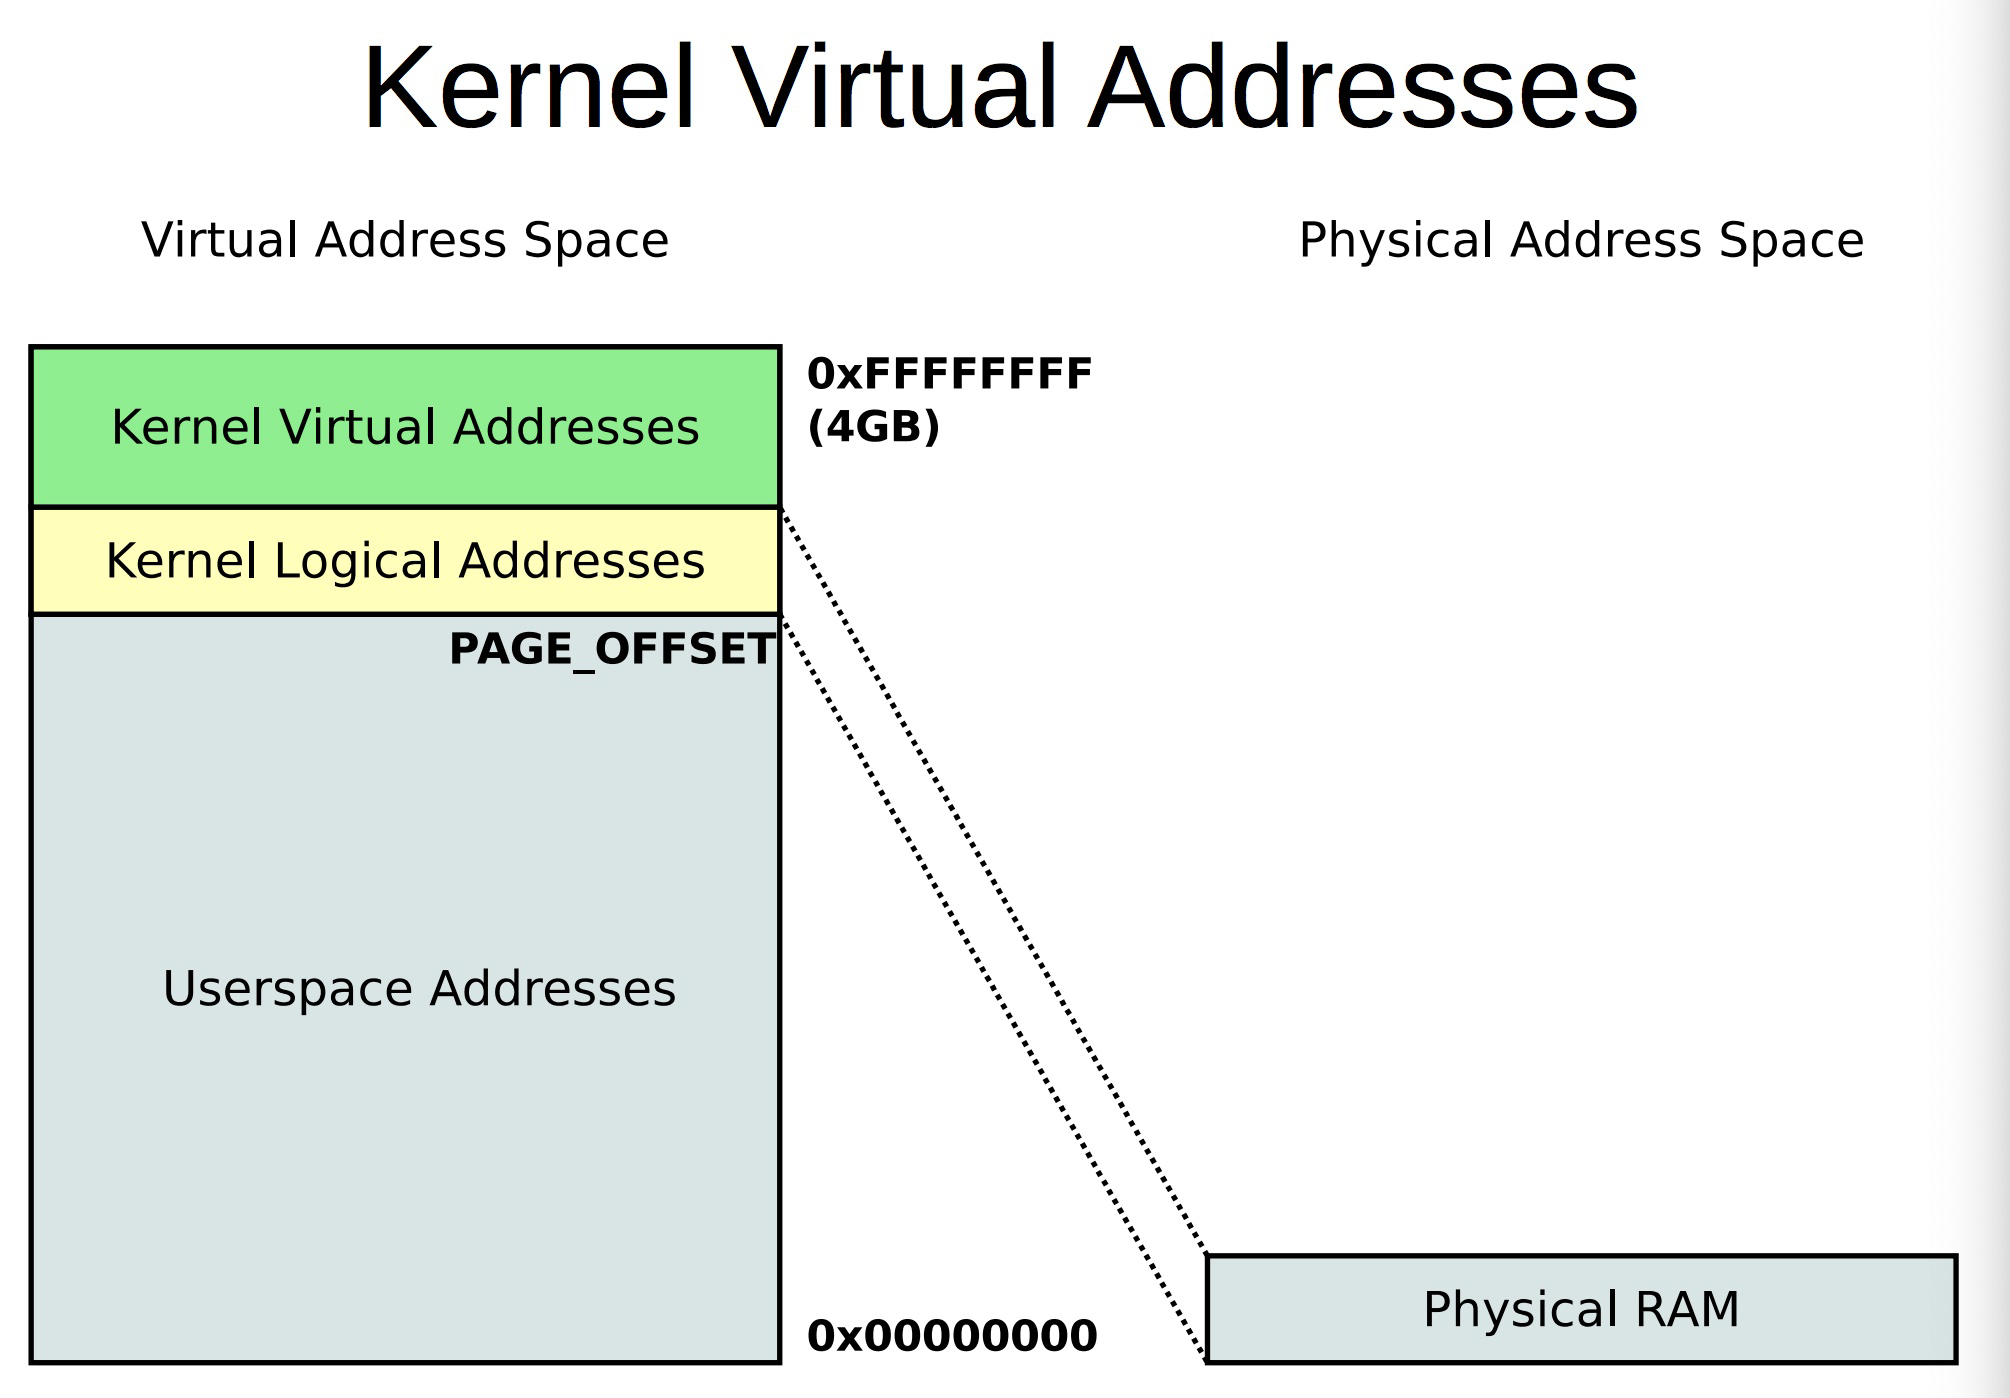 Kernel Virtual Addresses
Virtual Address Space
Physical Address Space
0xFFFFFFFF
(4GB)
Kernel Virtual Addresses
Kernel Logical Addresses
PAGE_OFFSET
Userspace Addresses
0x00000000
Physical RAM